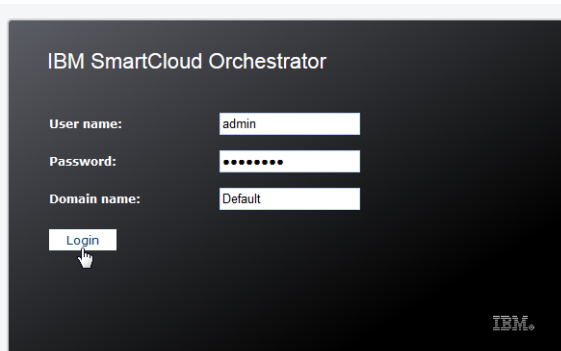 IBM SmartCloud Orchestrator
User name: admin
Password: ••••••••
Domain name: Default
Login
IBM®